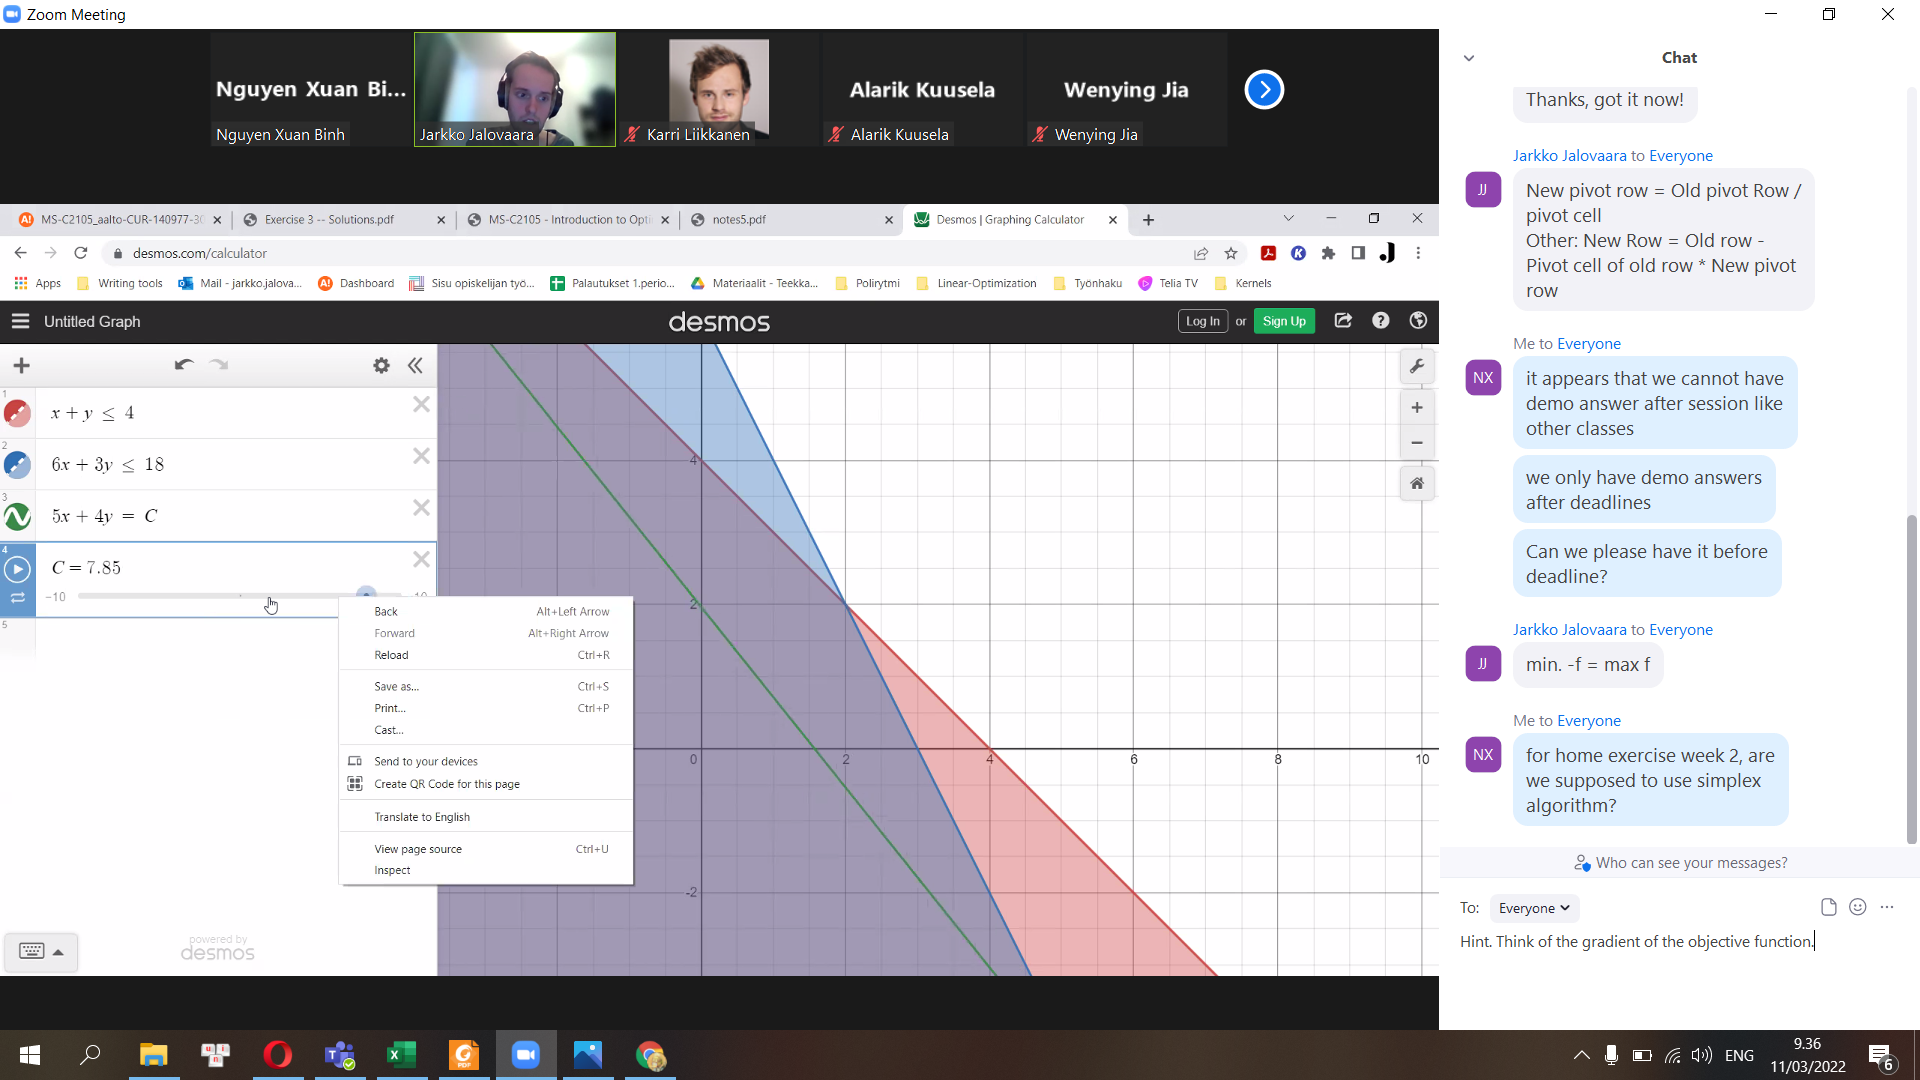 Zoom Meeting
Nguyen Xuan Bi...
Nguyen Xuan Binh
Jarkko Jalovaara
Karri Liikkanen
Alarik Kuusela
Alarik Kuusela
Wenying Jia
Wenying Jia
MS-C2105_aalto-CUR-140977-30
Exercise 3 -- Solutions.pdf
MS-C2105 - Introduction to Opti
notes5.pdf
Desmos | Graphing Calculator
desmos.com/calculator
Apps
Writing tools
Mail - jarkko.jalova...
Dashboard
Sisu opiskelijan työ...
Palautukset 1.perio...
Materiaalit - Teekka...
Polirytmi
Linear-Optimization
Työnhaku
Telia TV
Kernels
Untitled Graph
desmos
Log In or Sign Up
1
x + y ≤ 4
2
6x + 3y ≤ 18
3
5x + 4y = C
4
C = 7.85
-10
10
5
Back Alt+Left Arrow
Forward Alt+Right Arrow
Reload Ctrl+R
Save as... Ctrl+S
Print... Ctrl+P
Cast...
Send to your devices
Create QR Code for this page
Translate to English
View page source Ctrl+U
Inspect
powered by
desmos
4
2
0 2 4 6 8 10
-2
Chat
Thanks, got it now!
Jarkko Jalovaara to Everyone
JJ
New pivot row = Old pivot Row /
pivot cell
Other: New Row = Old row -
Pivot cell of old row * New pivot
row
Me to Everyone
NX
it appears that we cannot have
demo answer after session like
other classes
we only have demo answers
after deadlines
Can we please have it before
deadline?
Jarkko Jalovaara to Everyone
JJ
min. -f = max f
Me to Everyone
NX
for home exercise week 2, are
we supposed to use simplex
algorithm?
Who can see your messages?
To: Everyone
Hint. Think of the gradient of the objective function.
ENG
9.36
11/03/2022
6